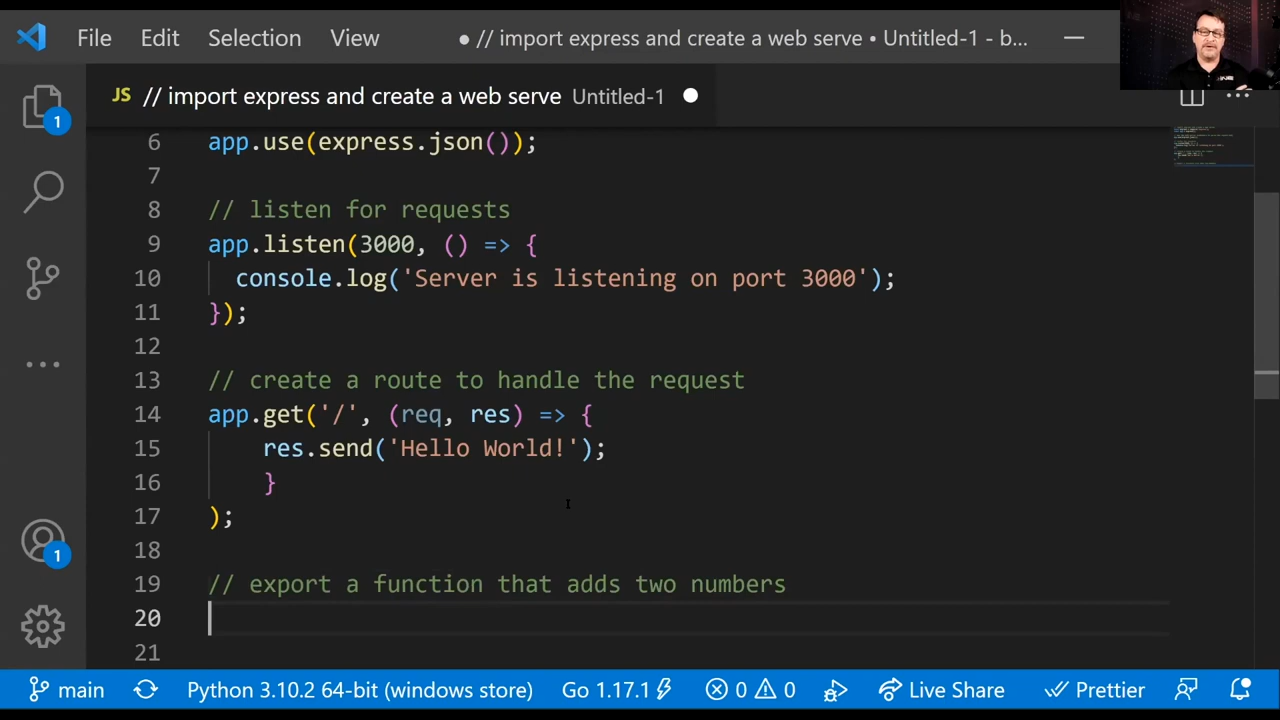 File Edit Selection View ● // import express and create a web serve • Untitled-1 - b...
JS // import express and create a web serve Untitled-1 ●
1
6 app.use(express.json());
7
8 // listen for requests
9 app.listen(3000, () => {
10 console.log('Server is listening on port 3000');
11 });
12
13 // create a route to handle the request
14 app.get('/', (req, res) => {
15 res.send('Hello World!');
16 }
17 );
18
19 // export a function that adds two numbers
20
21
1
main Python 3.10.2 64-bit (windows store) Go 1.17.1 0 0 Live Share Prettier